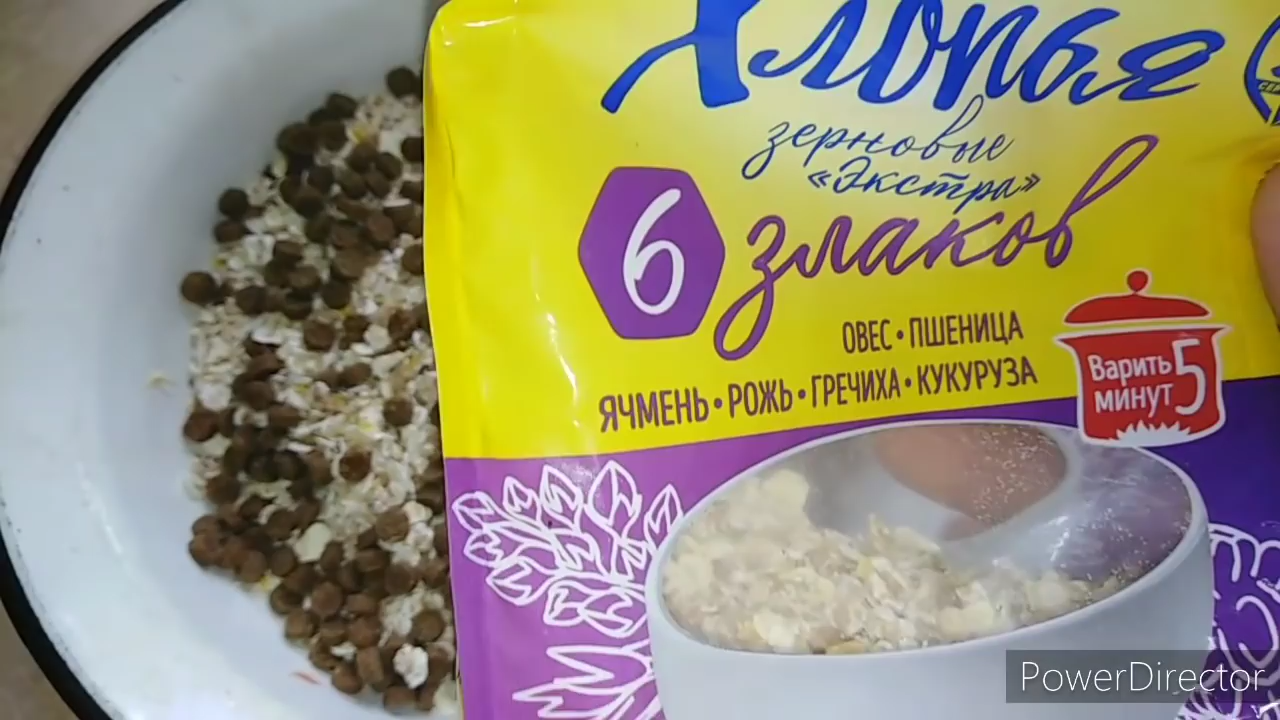 Хлопья
зерновые
«Экстра»
6 злаков
ОВЕС • ПШЕНИЦА
ЯЧМЕНЬ • РОЖЬ • ГРЕЧИХА • КУКУРУЗА
Варить 5
минут
PowerDirector